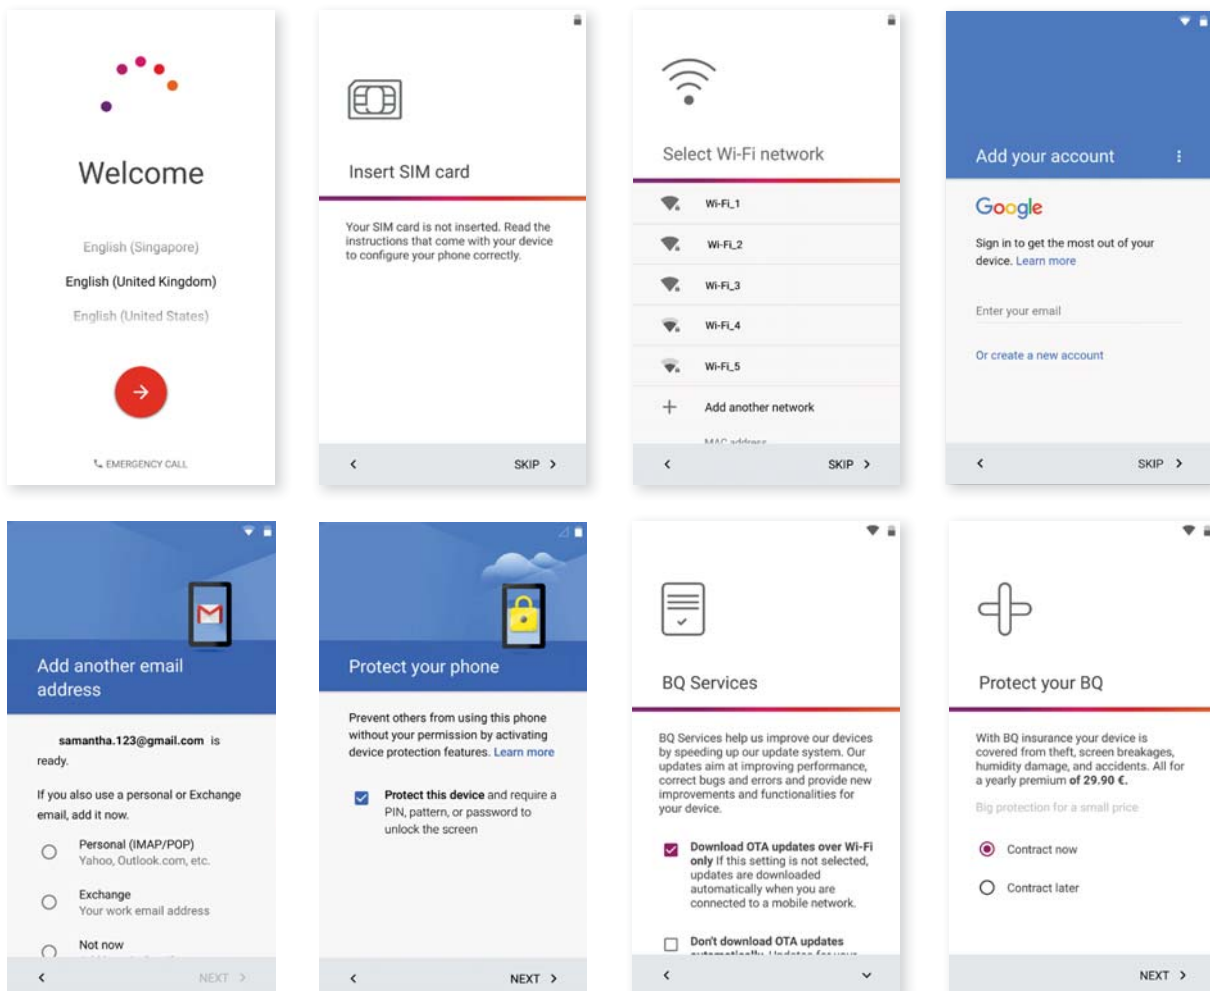 Welcome
English (Singapore)
English (United Kingdom)
English (United States)
EMERGENCY CALL
Insert SIM card
Your SIM card is not inserted. Read the
instructions that come with your device
to configure your phone correctly.
SKIP
Select Wi-Fi network
Wi-Fi_1
Wi-Fi_2
Wi-Fi_3
Wi-Fi_4
Wi-Fi_5
Add another network
MAC address
SKIP
Add your account
Google
Sign in to get the most out of your
device. Learn more
Enter your email
Or create a new account
SKIP
Add another email
address
samantha.123@gmail.com is
ready.
If you also use a personal or Exchange
email, add it now.
Personal (IMAP/POP)
Yahoo, Outlook.com, etc.
Exchange
Your work email address
Not now
NEXT
Protect your phone
Prevent others from using this phone
without your permission by activating
device protection features. Learn more
Protect this device and require a
PIN, pattern, or password to
unlock the screen
NEXT
BQ Services
BQ Services help us improve our devices
by speeding up our update system. Our
updates aim at improving performance,
correct bugs and errors and provide new
improvements and functionalities for
your device.
Download OTA updates over Wi-Fi
only If this setting is not selected,
updates are downloaded
automatically when you are
connected to a mobile network.
Don't download OTA updates
automatically. Updates for your
Protect your BQ
With BQ insurance your device is
covered from theft, screen breakages,
humidity damage, and accidents. All for
a yearly premium of 29.90 €.
Big protection for a small price
Contract now
Contract later
NEXT